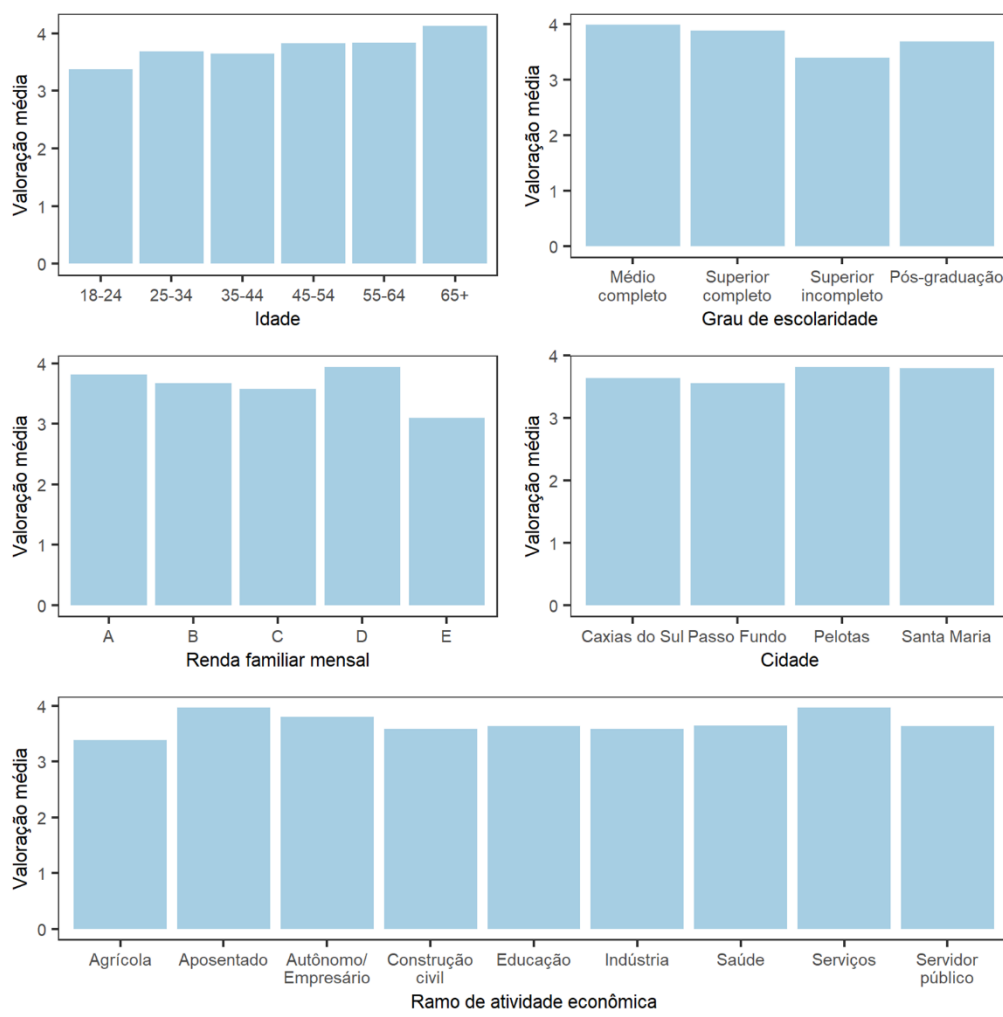 Valoração média
4
3
2
1
0
18-24 25-34 35-44 45-54 55-64 65+
Idade
Valoração média
4
3
2
1
0
Médio completo
Superior completo
Superior incompleto
Pós-graduação
Grau de escolaridade
Valoração média
4
3
2
1
0
A B C D E
Renda familiar mensal
Valoração média
4
3
2
1
0
Caxias do Sul Passo Fundo Pelotas Santa Maria
Cidade
Valoração média
4
3
2
1
0
Agrícola Aposentado Autônomo/ Construção Educação Indústria Saúde Serviços Servidor
Empresário civil público
Ramo de atividade econômica